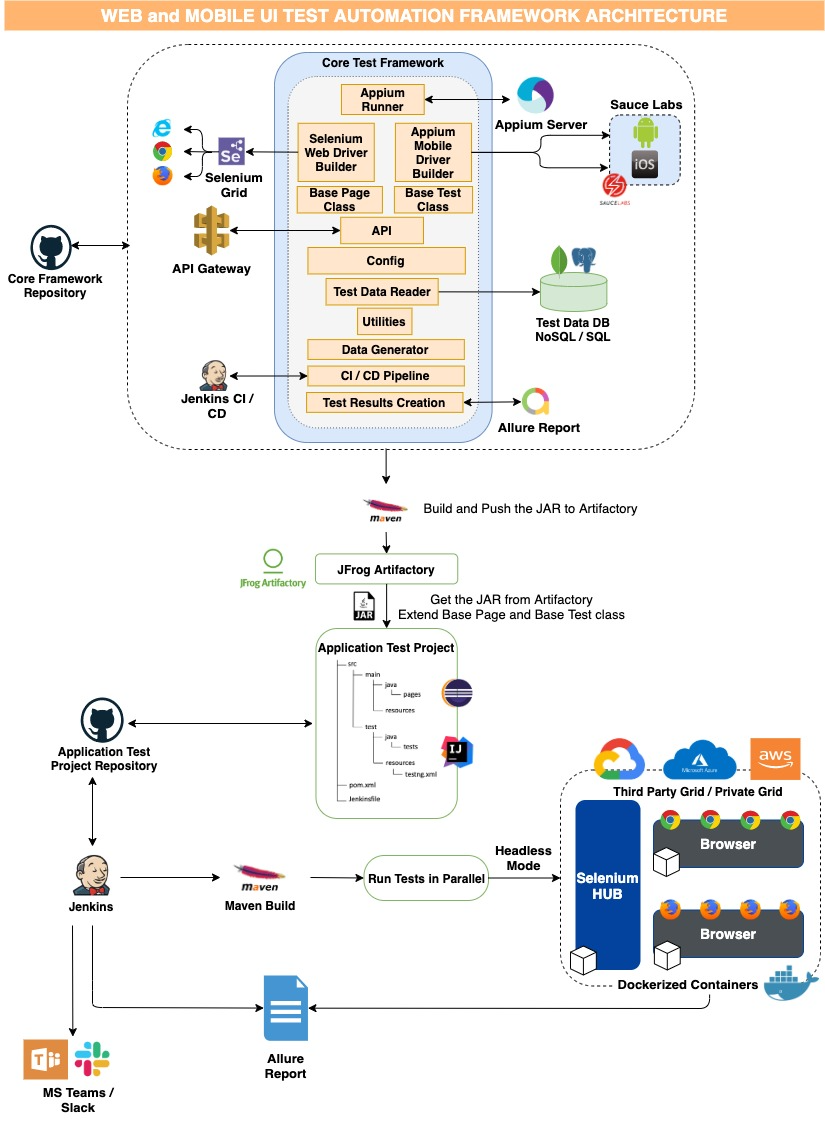 WEB and MOBILE UI TEST AUTOMATION FRAMEWORK ARCHITECTURE
Core Test Framework
Appium
Runner
Appium Server
Sauce Labs
iOS
SAUCELABS
Selenium
Web Driver
Builder
Appium
Mobile
Driver
Builder
Se
Selenium
Grid
Base Page
Class
Base Test
Class
API
API Gateway
Config
Core Framework
Repository
Test Data Reader
Test Data DB
NoSQL / SQL
Utilities
Data Generator
CI / CD Pipeline
Jenkins CI /
CD
Test Results Creation
Allure Report
maven
Build and Push the JAR to Artifactory
JFrog Artifactory
JFrog Artifactory
JAR
Get the JAR from Artifactory
Extend Base Page and Base Test class
Application Test Project
src
main
java
pages
resources
test
java
tests
resources
testng.xml
pom.xml
Jenkinsfile
IJ
Application Test
Project Repository
Microsoft Azure
aws
Third Party Grid / Private Grid
Selenium
HUB
Browser
Browser
Dockerized Containers
Headless
Mode
Run Tests in Parallel
maven
Maven Build
Jenkins
Allure
Report
T
MS Teams /
Slack